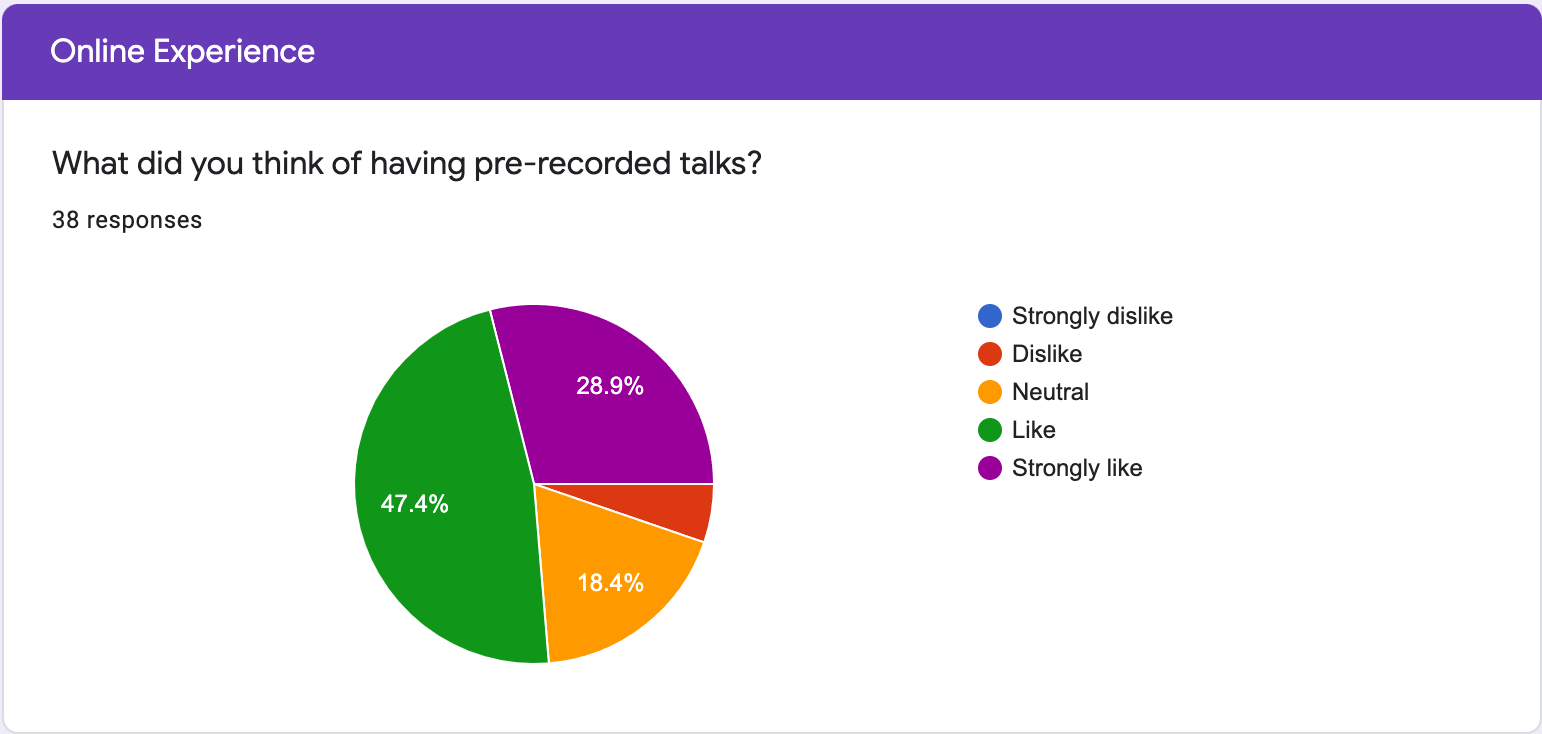 Online Experience
What did you think of having pre-recorded talks?
38 responses
28.9%
47.4%
18.4%
Strongly dislike
Dislike
Neutral
Like
Strongly like